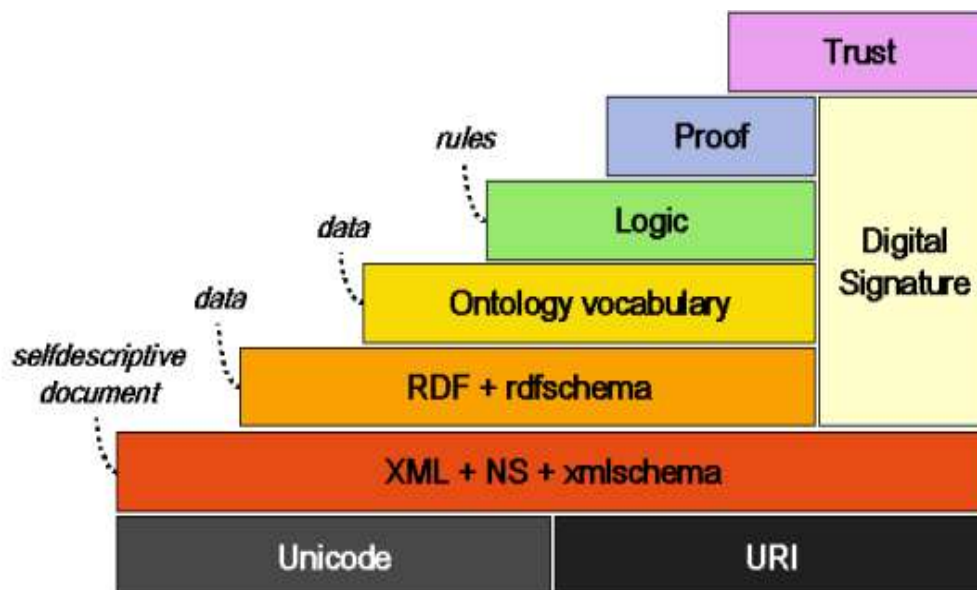 Trust
Proof
rules
Logic
data
Digital
Signature
Ontology vocabulary
data
selfdescriptive
document
RDF + rdfschema
XML + NS + xmlschema
Unicode
URI